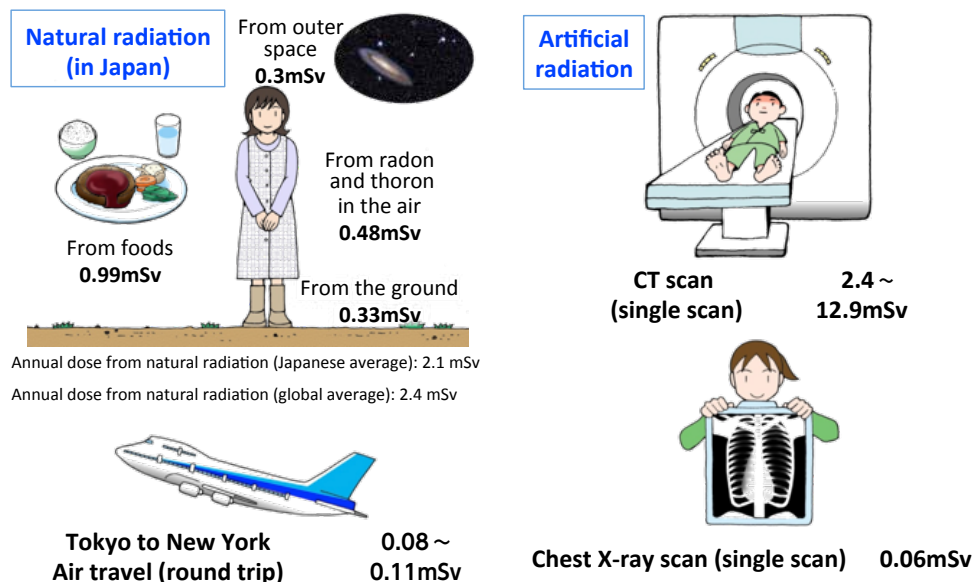 Natural radiation
(in Japan)
From outer
space
0.3mSv
From radon
and thoron
in the air
0.48mSv
From foods
0.99mSv
From the ground
0.33mSv
Annual dose from natural radiation (Japanese average): 2.1 mSv
Annual dose from natural radiation (global average): 2.4 mSv
Tokyo to New York 0.08～
Air travel (round trip) 0.11mSv
Artificial
radiation
CT scan 2.4～
(single scan) 12.9mSv
Chest X-ray scan (single scan) 0.06mSv